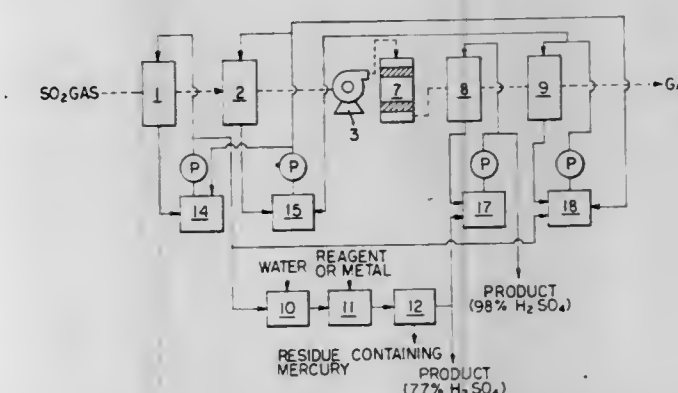 SO₂ GAS
1
2
3
7
8
9
GA
P
P
P
P
14
15
17
18
WATER
REAGENT
OR METAL
10
11
12
PRODUCT
(98% H₂SO₄)
RESIDUE CONTAINING
MERCURY
PRODUCT
(77% H₂SO₄)